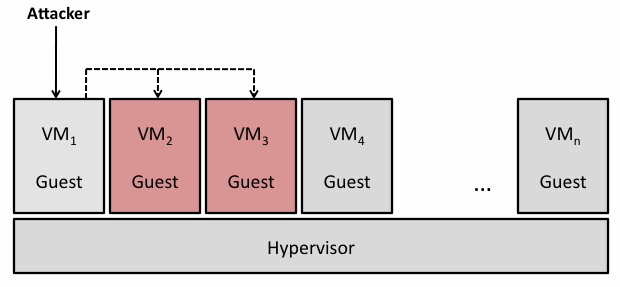 Attacker
VM1
VM2
VM3
VM4
VMn
Guest
Guest
Guest
Guest
...
Guest
Hypervisor